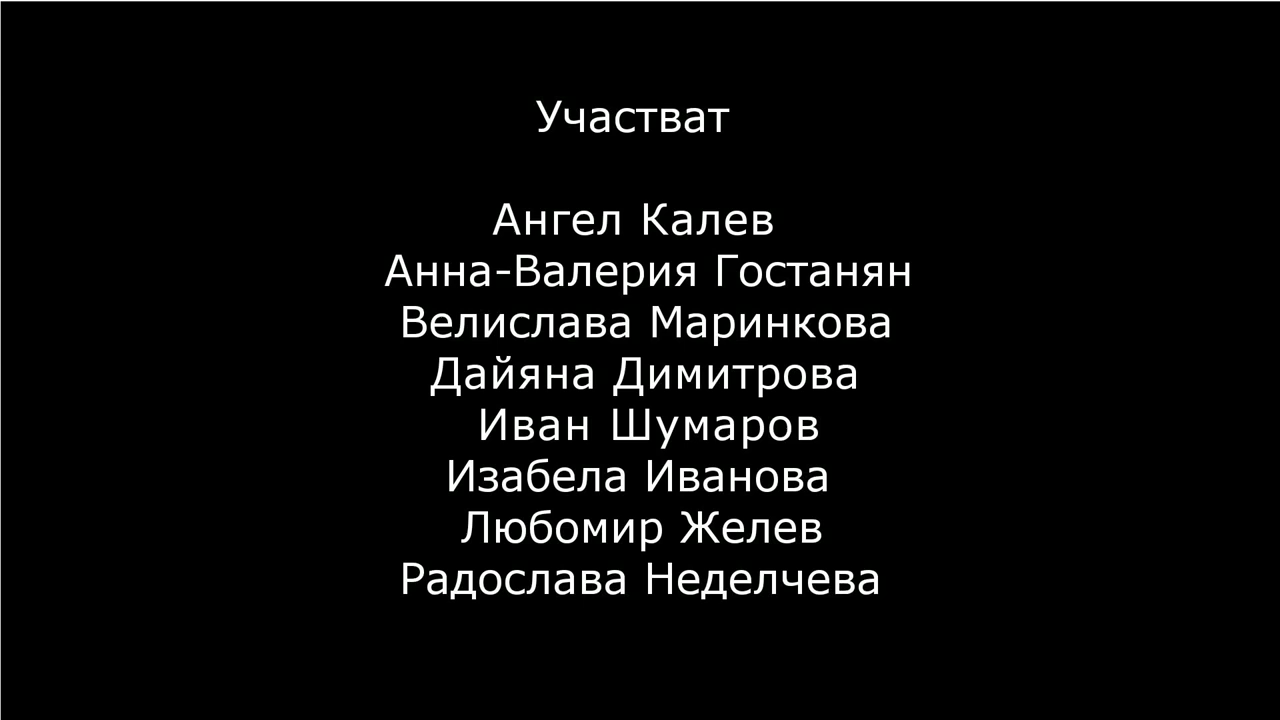 Участват
Ангел Калев
Анна-Валерия Гостанян
Велислава Маринкова
Дайяна Димитрова
Иван Шумаров
Изабела Иванова
Любомир Желев
Радослава Неделчева